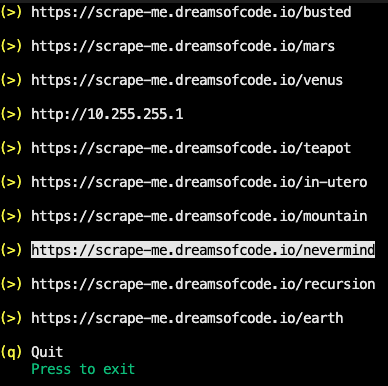 (>) https://scrape-me.dreamsofcode.io/busted
(>) https://scrape-me.dreamsofcode.io/mars
(>) https://scrape-me.dreamsofcode.io/venus
(>) http://10.255.255.1
(>) https://scrape-me.dreamsofcode.io/teapot
(>) https://scrape-me.dreamsofcode.io/in-utero
(>) https://scrape-me.dreamsofcode.io/mountain
(>) https://scrape-me.dreamsofcode.io/nevermind
(>) https://scrape-me.dreamsofcode.io/recursion
(>) https://scrape-me.dreamsofcode.io/earth
(q) Quit
Press to exit